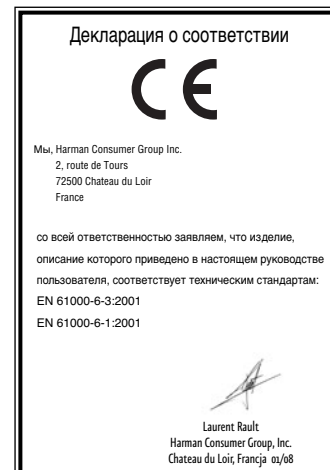 Декларация о соответствии
CE
Мы, Harman Consumer Group Inc.
2, route de Tours
72500 Chateau du Loir
France
со всей ответственностью заявляем, что изделие,
описание которого приведено в настоящем руководстве
пользователя, соответствует техническим стандартам:
EN 61000-6-3:2001
EN 61000-6-1:2001
Laurent Rault
Harman Consumer Group, Inc.
Chateau du Loir, Francja 01/08